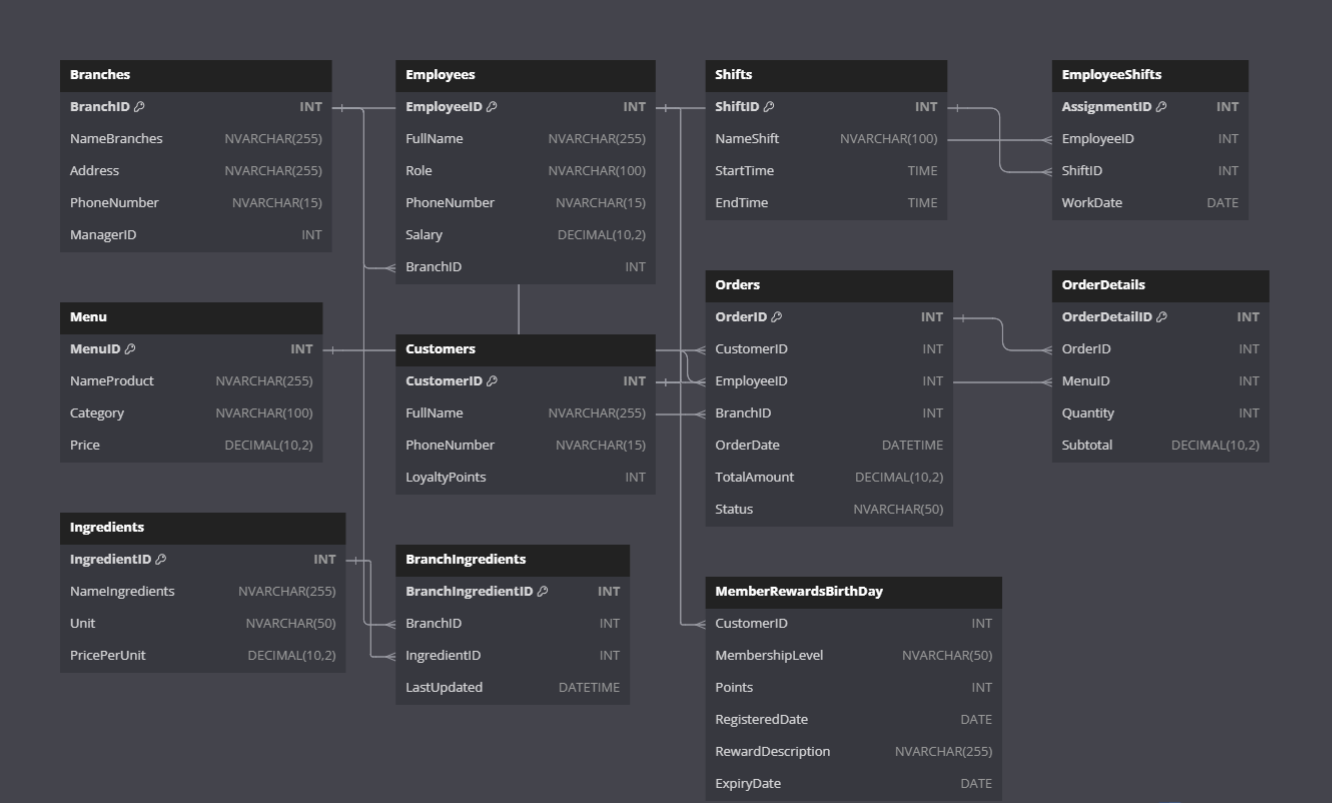 Branches
BranchID INT
NameBranches NVARCHAR(255)
Address NVARCHAR(255)
PhoneNumber NVARCHAR(15)
ManagerID INT
Employees
EmployeeID INT
FullName NVARCHAR(255)
Role NVARCHAR(100)
PhoneNumber NVARCHAR(15)
Salary DECIMAL(10,2)
BranchID INT
Shifts
ShiftID INT
NameShift NVARCHAR(100)
StartTime TIME
EndTime TIME
EmployeeShifts
AssignmentID INT
EmployeeID INT
ShiftID INT
WorkDate DATE
Menu
MenuID INT
NameProduct NVARCHAR(255)
Category NVARCHAR(100)
Price DECIMAL(10,2)
Customers
CustomerID INT
FullName NVARCHAR(255)
PhoneNumber NVARCHAR(15)
LoyaltyPoints INT
Orders
OrderID INT
CustomerID INT
EmployeeID INT
BranchID INT
OrderDate DATETIME
TotalAmount DECIMAL(10,2)
Status NVARCHAR(50)
OrderDetails
OrderDetailID INT
OrderID INT
MenuID INT
Quantity INT
Subtotal DECIMAL(10,2)
Ingredients
IngredientID INT
NameIngredients NVARCHAR(255)
Unit NVARCHAR(50)
PricePerUnit DECIMAL(10,2)
BranchIngredients
BranchIngredientID INT
BranchID INT
IngredientID INT
LastUpdated DATETIME
MemberRewardsBirthDay
CustomerID INT
MembershipLevel NVARCHAR(50)
Points INT
RegisteredDate DATE
RewardDescription NVARCHAR(255)
ExpiryDate DATE